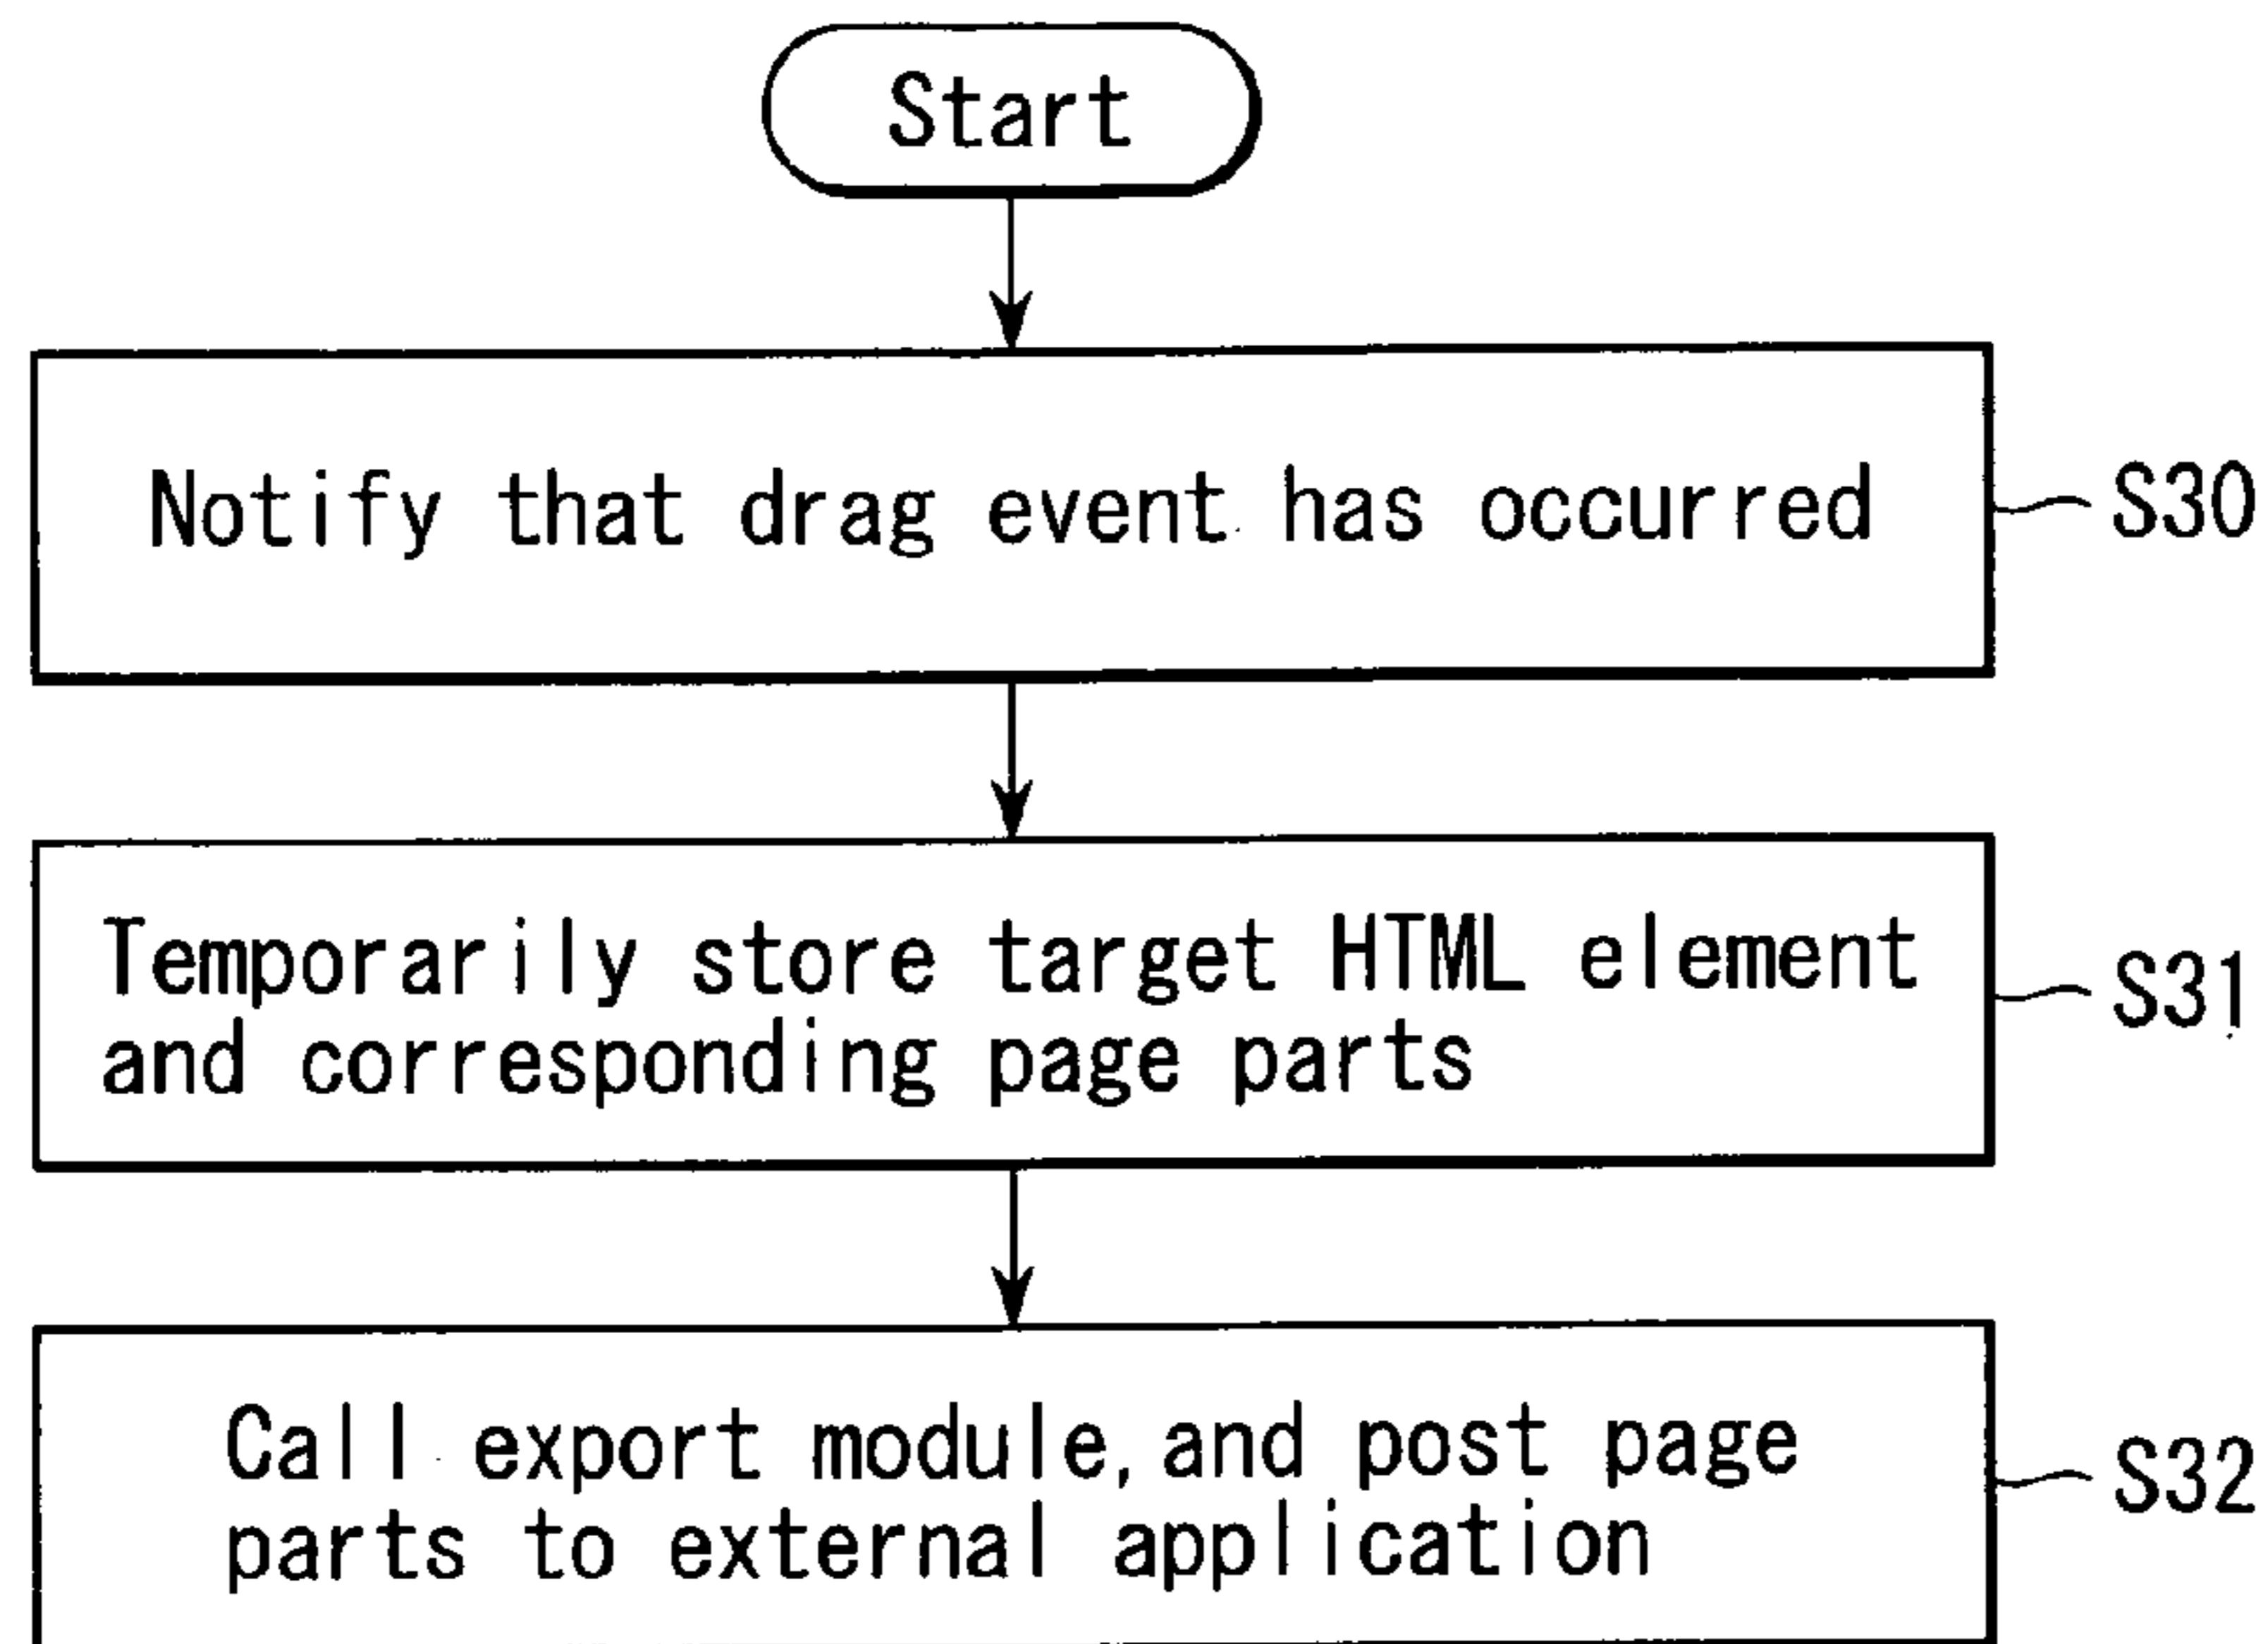 Start
Notify that drag event has occurred
S30
Temporarily store target HTML element
and corresponding page parts
S31
Call export module, and post page
parts to external application
S32